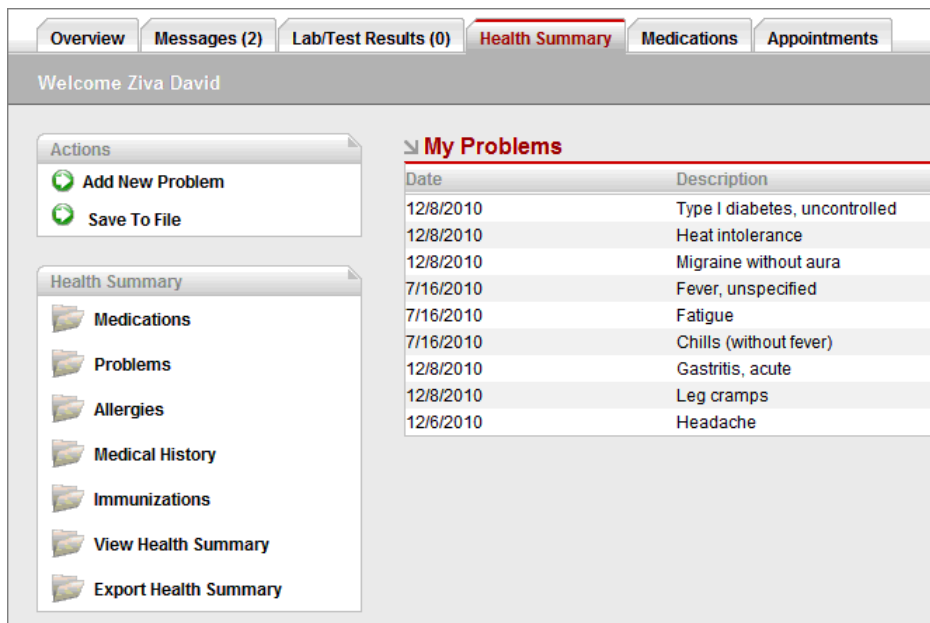 Overview Messages (2) Lab/Test Results (0) Health Summary Medications Appointments
Welcome Ziva David
Actions
Add New Problem
Save To File
Health Summary
Medications
Problems
Allergies
Medical History
Immunizations
View Health Summary
Export Health Summary
My Problems
Date Description
12/8/2010 Type I diabetes, uncontrolled
12/8/2010 Heat intolerance
12/8/2010 Migraine without aura
7/16/2010 Fever, unspecified
7/16/2010 Fatigue
7/16/2010 Chills (without fever)
12/8/2010 Gastritis, acute
12/8/2010 Leg cramps
12/6/2010 Headache